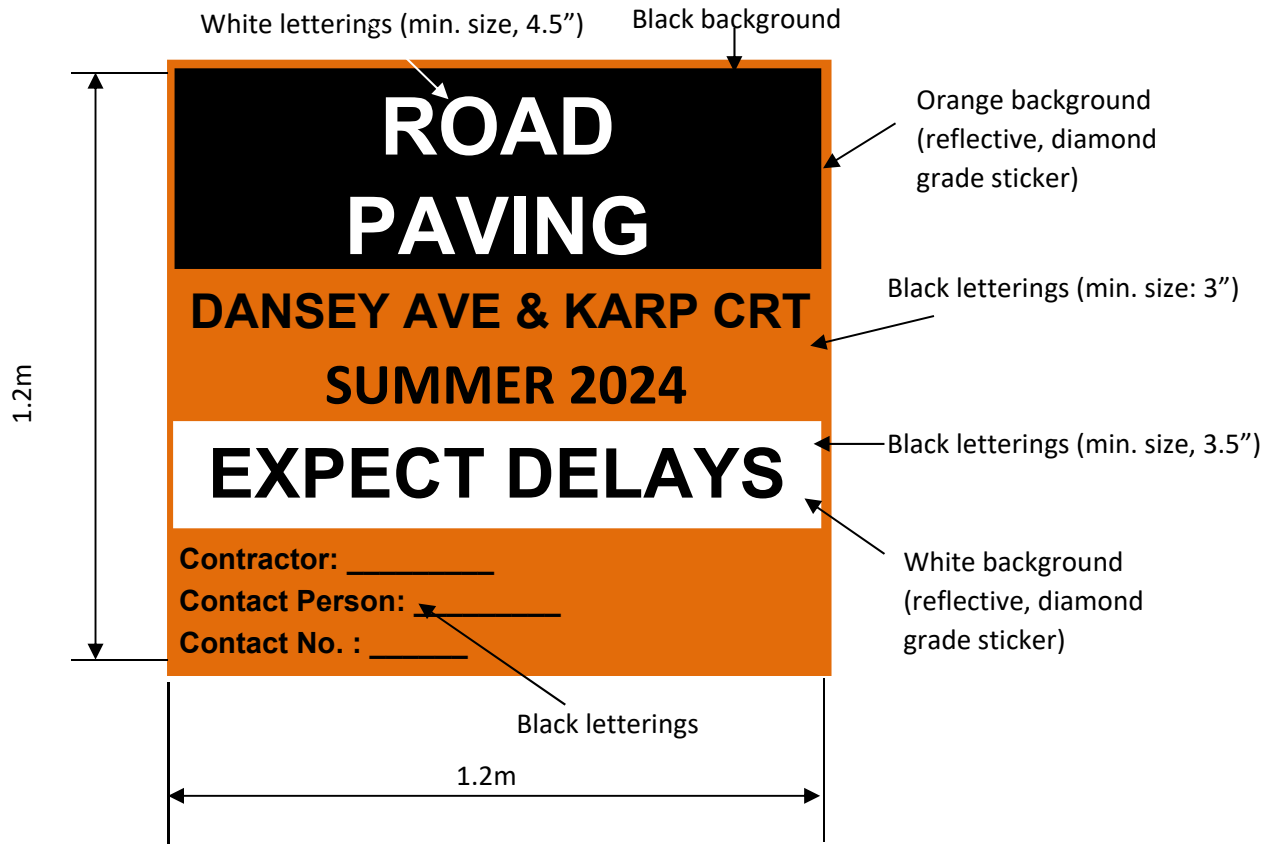 White letterings (min. size, 4.5”)
Black background
ROAD
PAVING
Orange background
(reflective, diamond
grade sticker)
DANSEY AVE & KARP CRT
Black letterings (min. size: 3”)
SUMMER 2024
1.2m
EXPECT DELAYS
Black letterings (min. size, 3.5”)
Contractor: _________
Contact Person: _________
Contact No. : ______
White background
(reflective, diamond
grade sticker)
Black letterings
1.2m